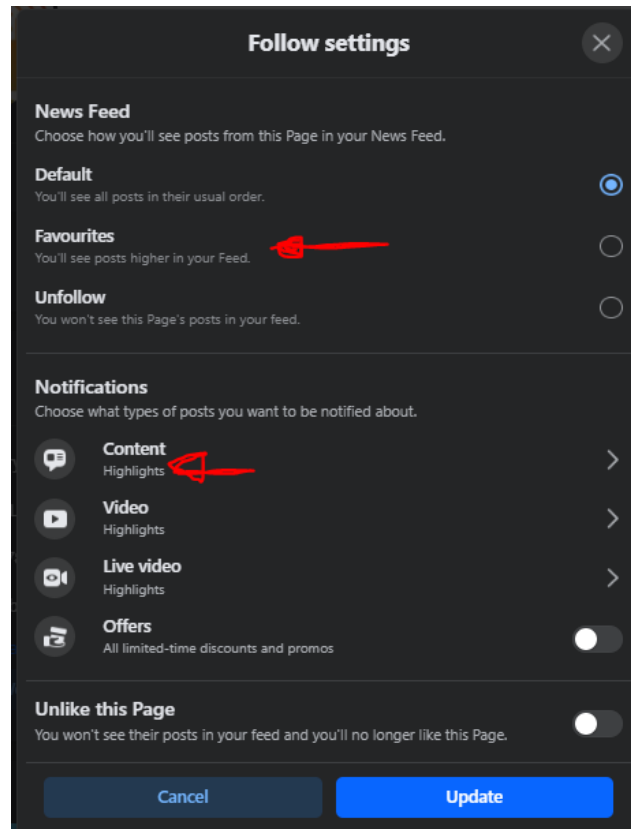 Follow settings
News Feed
Choose how you'll see posts from this Page in your News Feed.
Default
You'll see all posts in their usual order.
Favourites
You'll see posts higher in your Feed.
Unfollow
You won't see this Page's posts in your feed.
Notifications
Choose what types of posts you want to be notified about.
Content
Highlights
Video
Highlights
Live video
Highlights
Offers
All limited-time discounts and promos
Unlike this Page
You won't see their posts in your feed and you'll no longer like this Page.
Cancel
Update